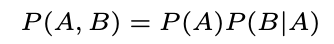 P(A, B) = P(A)P(B|A)